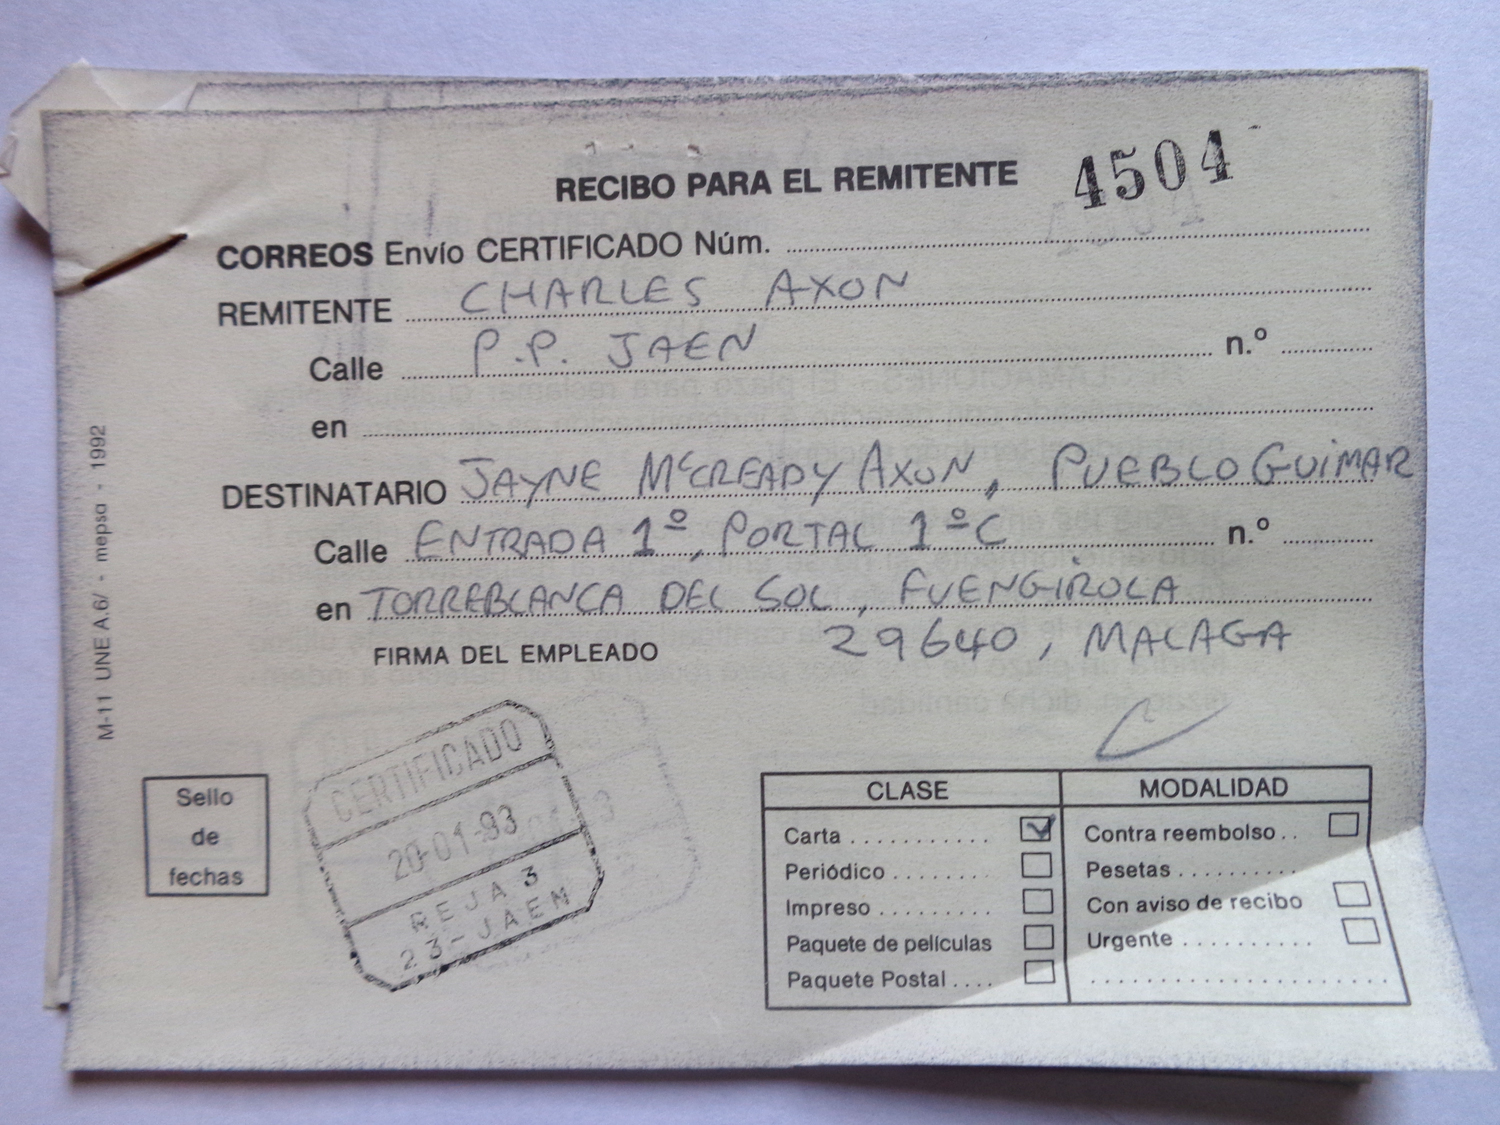 RECIBO PARA EL REMITENTE 4504
CORREOS Envío CERTIFICADO Núm.
REMITENTE CHARLES AXON
Calle P.P. JAEN n.º
en
DESTINATARIO JAYNE McCREADY AXON, PUEBLO GUIMAR
Calle ENTRADA 1º, PORTAL 1ºC n.º
en TORREBLANCA DEL SOL, FUENGIROLA
29640, MALAGA
FIRMA DEL EMPLEADO
M-11 UNE A.6/ - mepsa - 1992
Sello
de
fechas
CERTIFICADO
20-01-93
REJA 3
23-JAEN
CLASE
Carta
Periódico
Impreso
Paquete de películas
Paquete Postal
MODALIDAD
Contra reembolso
Pesetas
Con aviso de recibo
Urgente